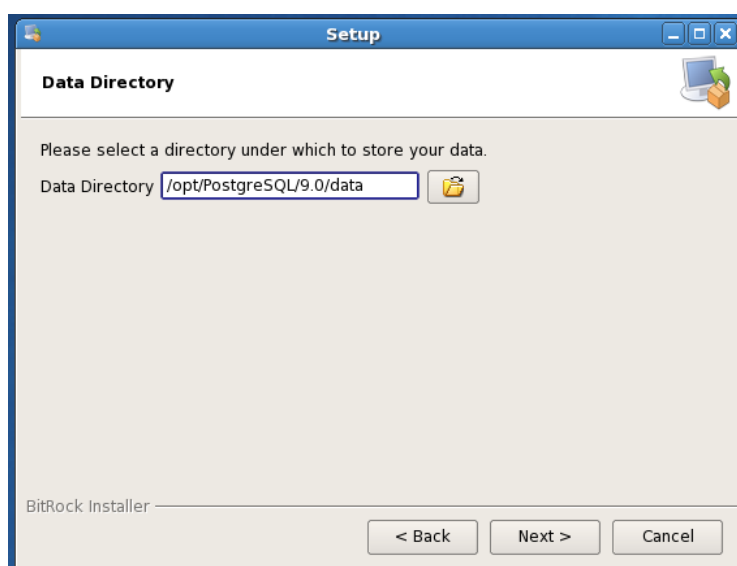 Setup
Data Directory
Please select a directory under which to store your data.
Data Directory /opt/PostgreSQL/9.0/data
BitRock Installer
< Back Next > Cancel